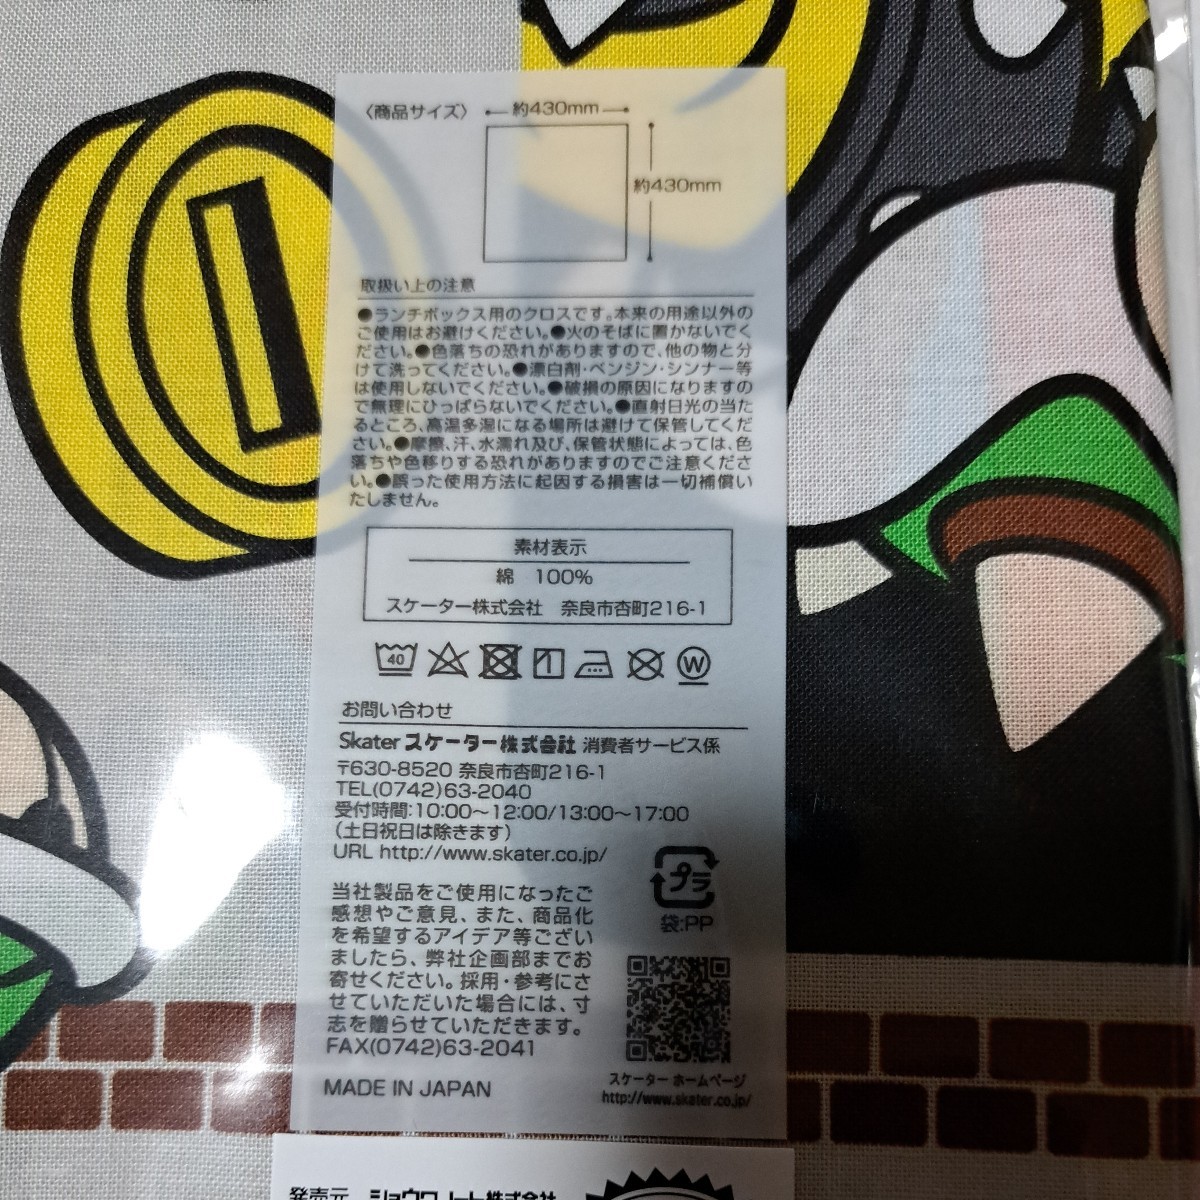 〈商品サイズ〉
約430mm
約430mm
取扱い上の注意
●ランチボックス用のクロスです。本来の用途以外の
ご使用はお避けください。●火のそばに置かないでく
ださい。●色落ちの恐れがありますので、他の物と分
けて洗ってください。●漂白剤・ベンジン・シンナー等
は使用しないでください。●破損の原因になりますの
で無理にひっぱらないでください。●直射日光の当た
るところ、高温多湿になる場所は避けて保管してくだ
さい。●摩擦、汗、水濡れ及び、保管状態によっては、色
落ちや色移りする恐れがありますのでご注意くださ
い。●誤った使用方法に起因する損害は一切補償い
たしません。
素材表示
綿 100%
スケーター株式会社 奈良市杏町216-1
40
W
お問い合わせ
Skater スケーター株式会社 消費者サービス係
〒630-8520 奈良市杏町216-1
TEL(0742)63-2040
受付時間:10:00〜12:00/13:00〜17:00
(土日祝日は除きます)
URL http://www.skater.co.jp/
プラ
袋:PP
当社製品をご使用になったご
感想やご意見、また、商品化
を希望するアイデア等ござい
ましたら、弊社企画部までお
寄せください。採用・参考にさ
せていただいた場合には、寸
志を贈らせていただきます。
FAX(0742)63-2041
MADE IN JAPAN
スケーター ホームページ
http://www.skater.co.jp/
発売元 ショウワノート株式会社